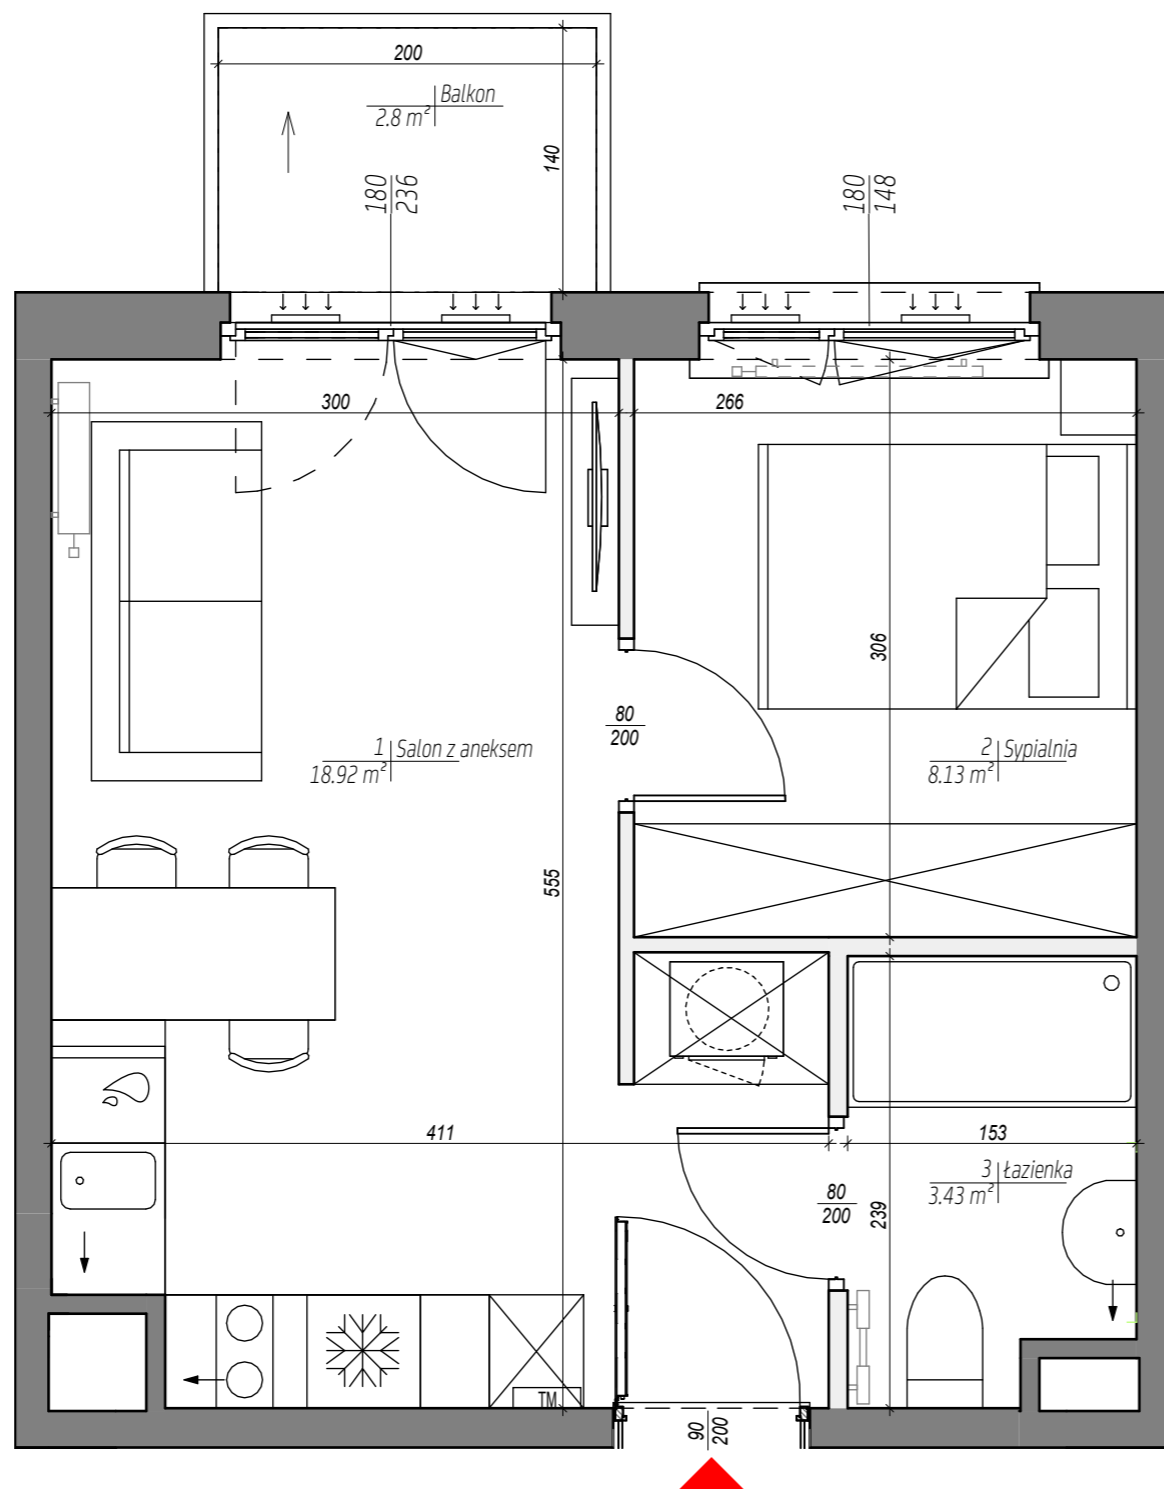 200
Balkon
2.8 m²
140
180
236
180
148
300
266
306
80
200
1 Salon z aneksem
18.92 m²
2 Sypialnia
8.13 m²
555
411
153
3 Łazienka
3.43 m²
80
200
239
TM
90
200